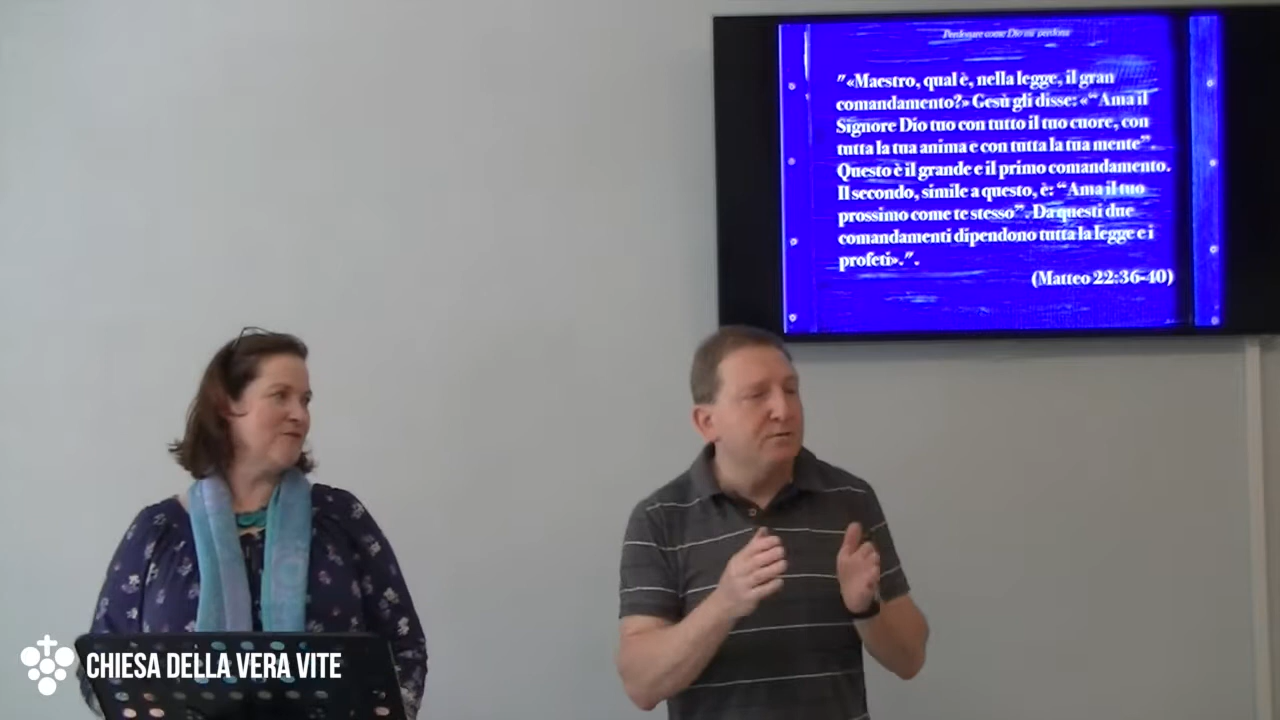 Perdonare come Dio mi perdona
"«Maestro, qual è, nella legge, il gran
comandamento?» Gesù gli disse: «“Ama il
Signore Dio tuo con tutto il tuo cuore, con
tutta la tua anima e con tutta la tua mente”.
Questo è il grande e il primo comandamento.
Il secondo, simile a questo, è: “Ama il tuo
prossimo come te stesso”. Da questi due
comandamenti dipendono tutta la legge e i
profeti».".
(Matteo 22:36-40)
CHIESA DELLA VERA VITE